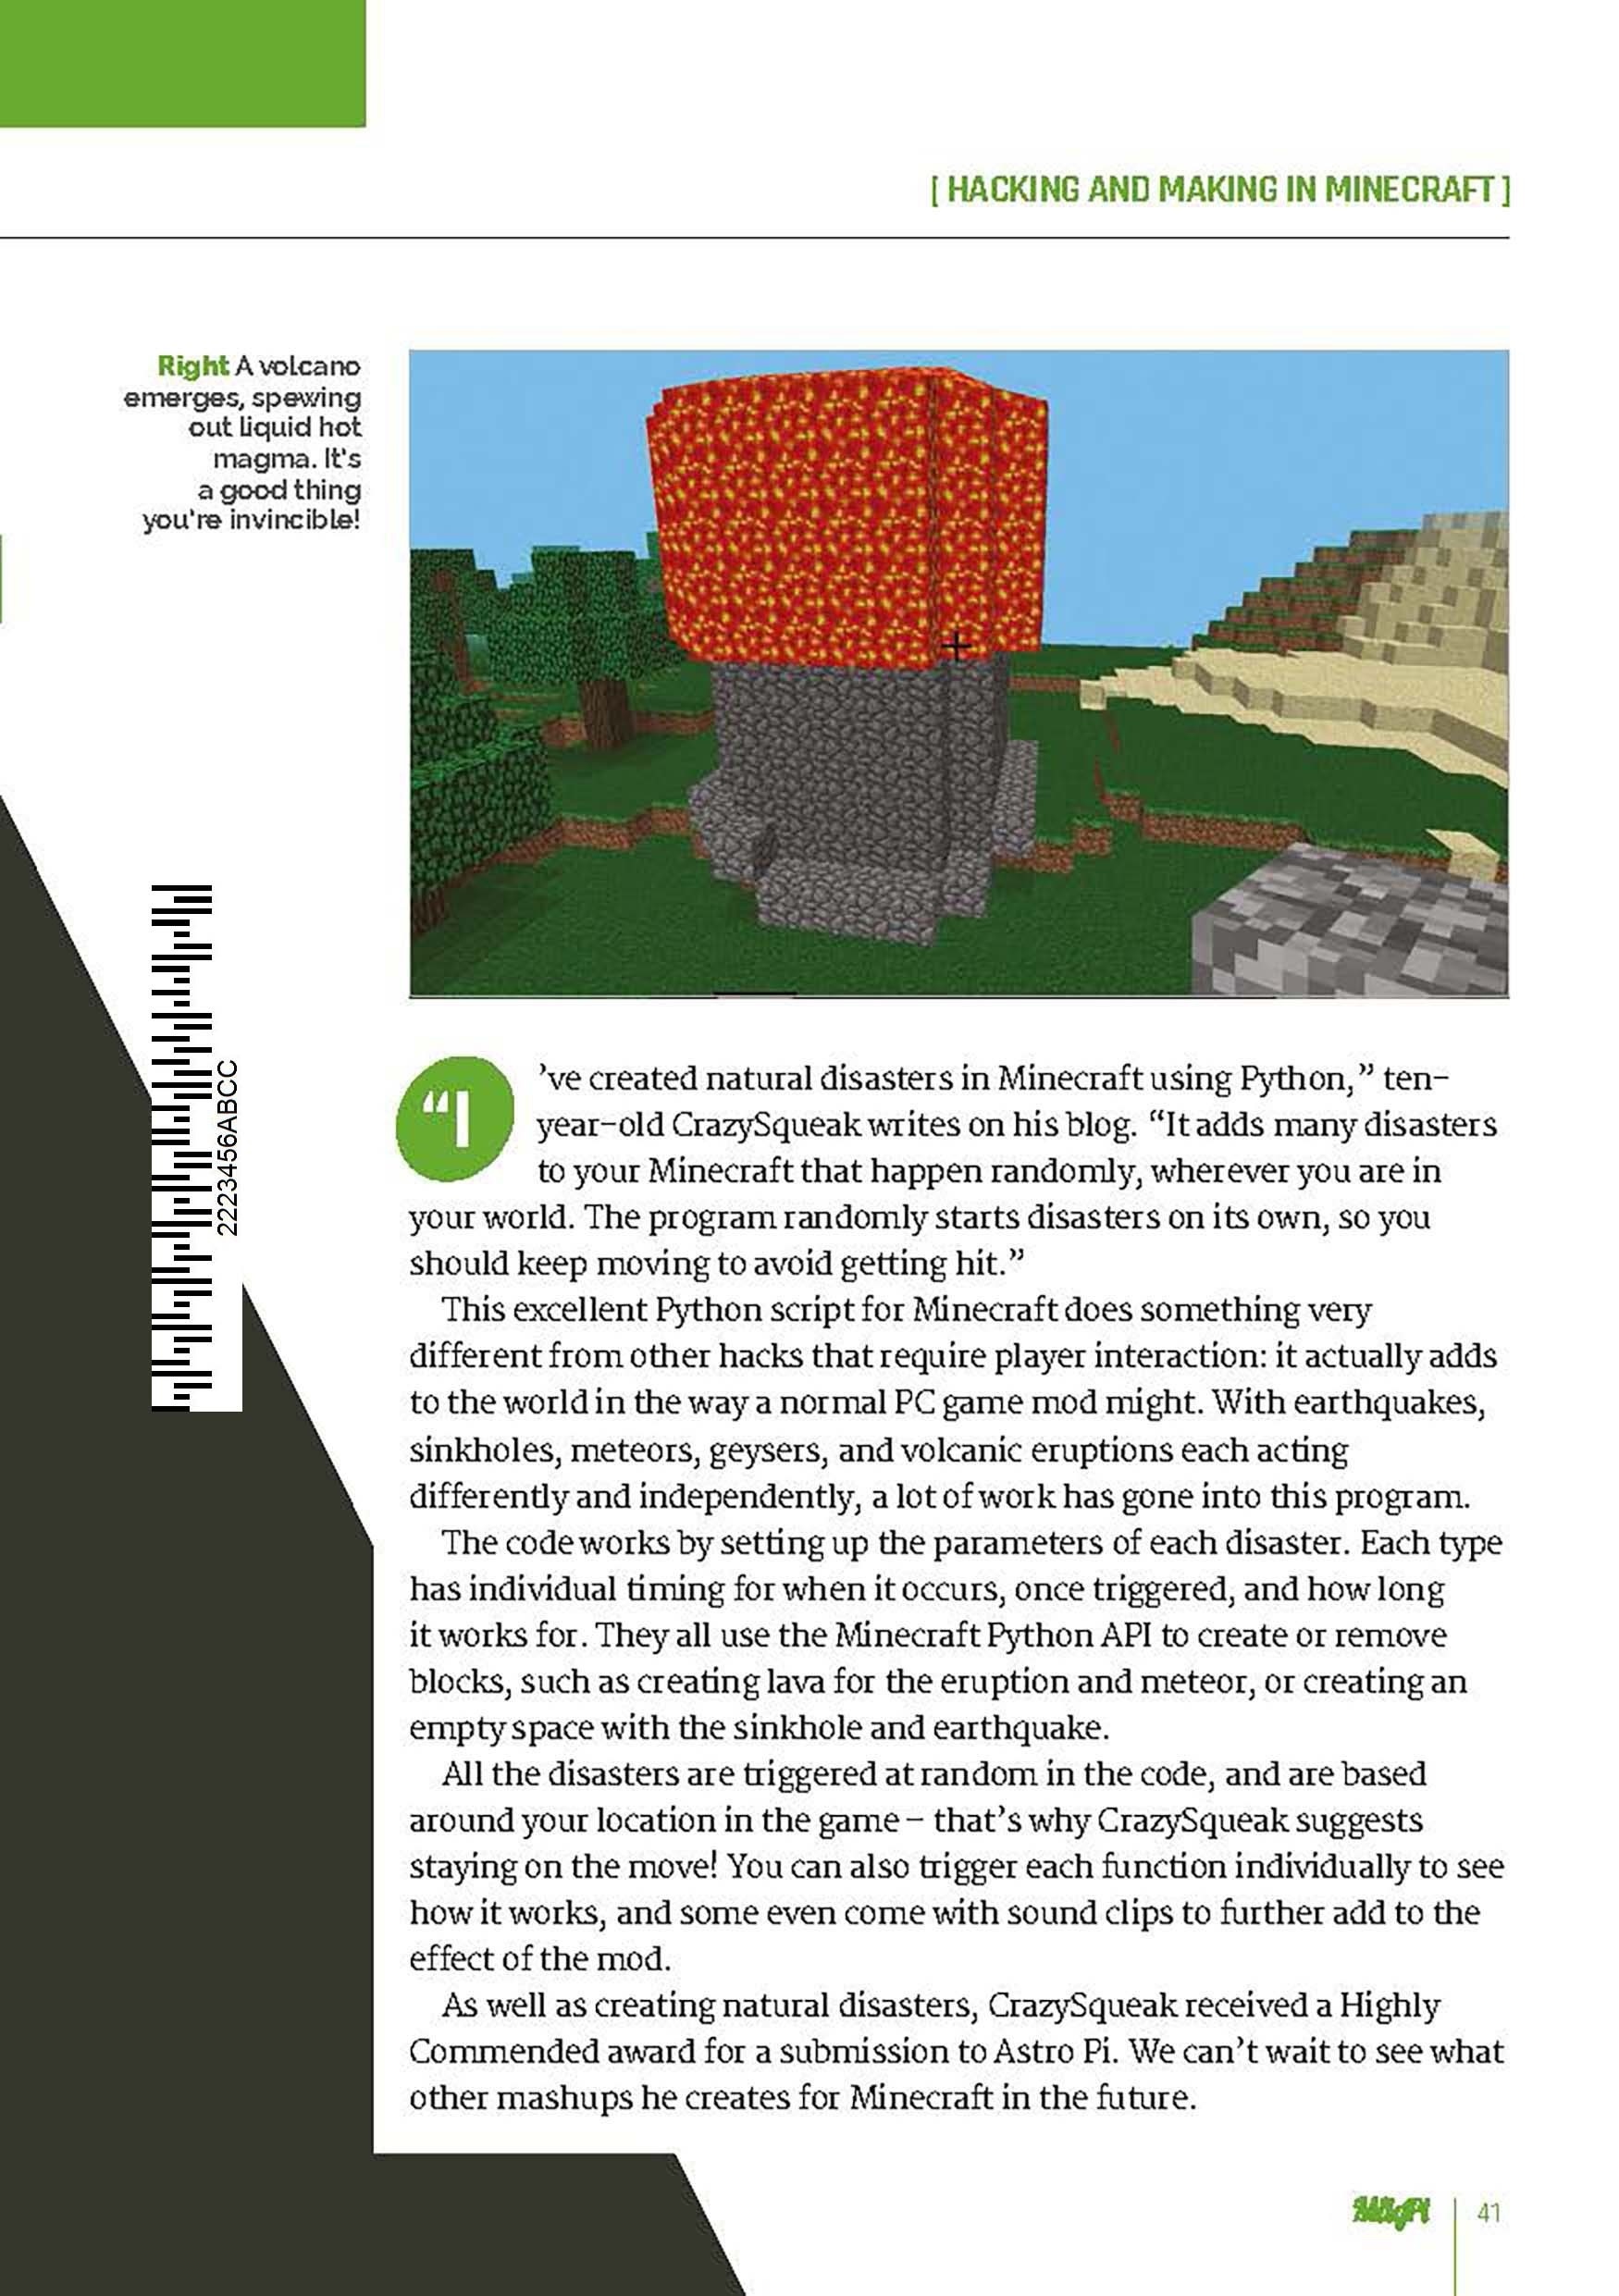 [ HACKING AND MAKING IN MINECRAFT ]
Right A volcano
emerges, spewing
out liquid hot
magma. It's
a good thing
you're invincible!
2223456ABCC
“I
’ve created natural disasters in Minecraft using Python,” ten-
year-old CrazySqueak writes on his blog. “It adds many disasters
to your Minecraft that happen randomly, wherever you are in
your world. The program randomly starts disasters on its own, so you
should keep moving to avoid getting hit.”
This excellent Python script for Minecraft does something very
different from other hacks that require player interaction: it actually adds
to the world in the way a normal PC game mod might. With earthquakes,
sinkholes, meteors, geysers, and volcanic eruptions each acting
differently and independently, a lot of work has gone into this program.
The code works by setting up the parameters of each disaster. Each type
has individual timing for when it occurs, once triggered, and how long
it works for. They all use the Minecraft Python API to create or remove
blocks, such as creating lava for the eruption and meteor, or creating an
empty space with the sinkhole and earthquake.
All the disasters are triggered at random in the code, and are based
around your location in the game – that’s why CrazySqueak suggests
staying on the move! You can also trigger each function individually to see
how it works, and some even come with sound clips to further add to the
effect of the mod.
As well as creating natural disasters, CrazySqueak received a Highly
Commended award for a submission to Astro Pi. We can’t wait to see what
other mashups he creates for Minecraft in the future.
41